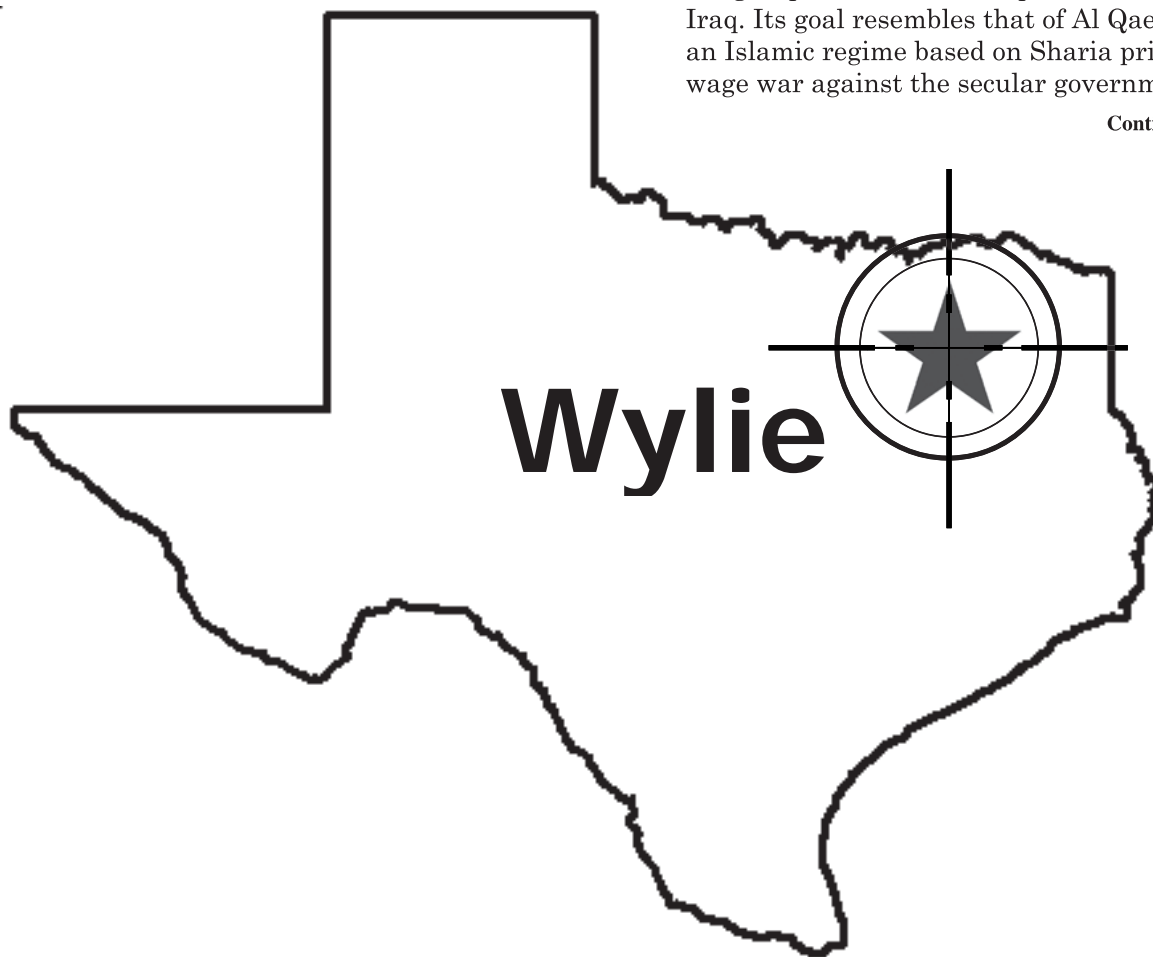 Iraq. Its goal resembles that of Al Qae
an Islamic regime based on Sharia pri
wage war against the secular governm
Conti
Wylie